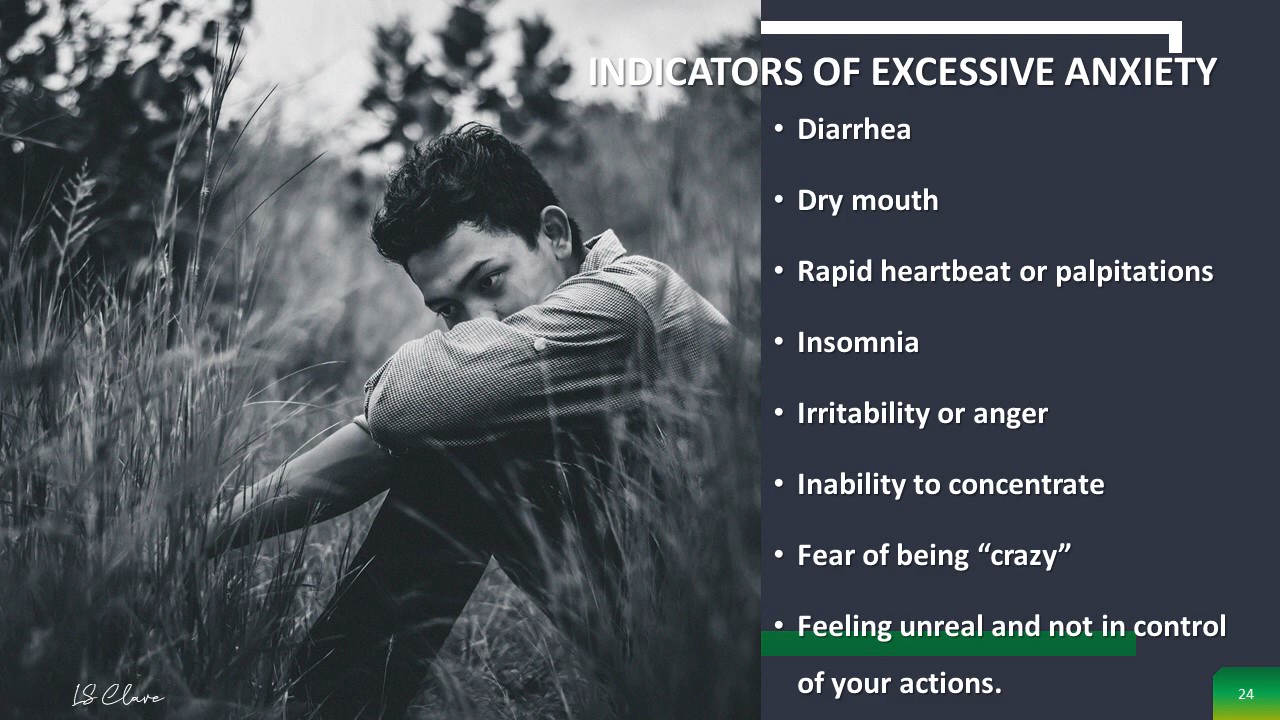 INDICATORS OF EXCESSIVE ANXIETY
• Diarrhea
• Dry mouth
• Rapid heartbeat or palpitations
• Insomnia
• Irritability or anger
• Inability to concentrate
• Fear of being “crazy”
• Feeling unreal and not in control
of your actions.
LS Clave
24